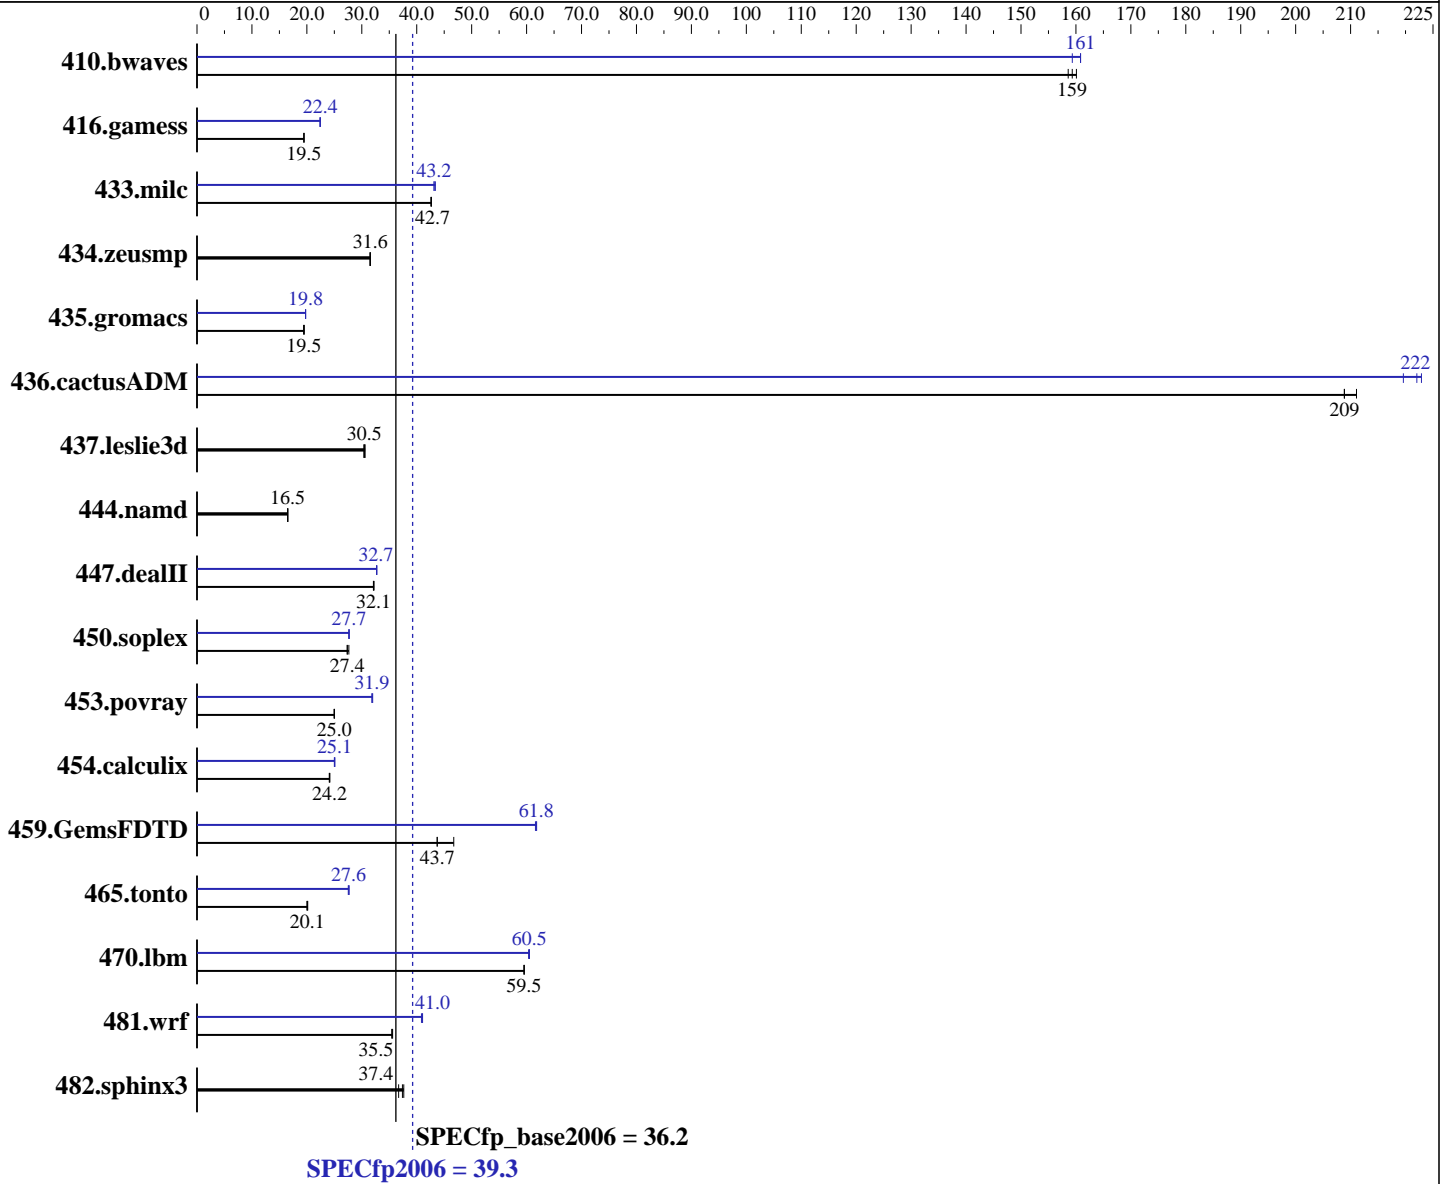 0 10.0 20.0 30.0 40.0 50.0 60.0 70.0 80.0 90.0 100 110 120 130 140 150 160 170 180 190 200 210 225
161
410.bwaves
159
22.4
416.gamess
19.5
43.2
433.milc
42.7
31.6
434.zeusmp
19.8
435.gromacs
19.5
222
436.cactusADM
209
30.5
437.leslie3d
16.5
444.namd
32.7
447.dealII
32.1
27.7
450.soplex
27.4
31.9
453.povray
25.0
25.1
454.calculix
24.2
61.8
459.GemsFDTD
43.7
27.6
465.tonto
20.1
60.5
470.lbm
59.5
41.0
481.wrf
35.5
37.4
482.sphinx3
SPECfp_base2006 = 36.2
SPECfp2006 = 39.3